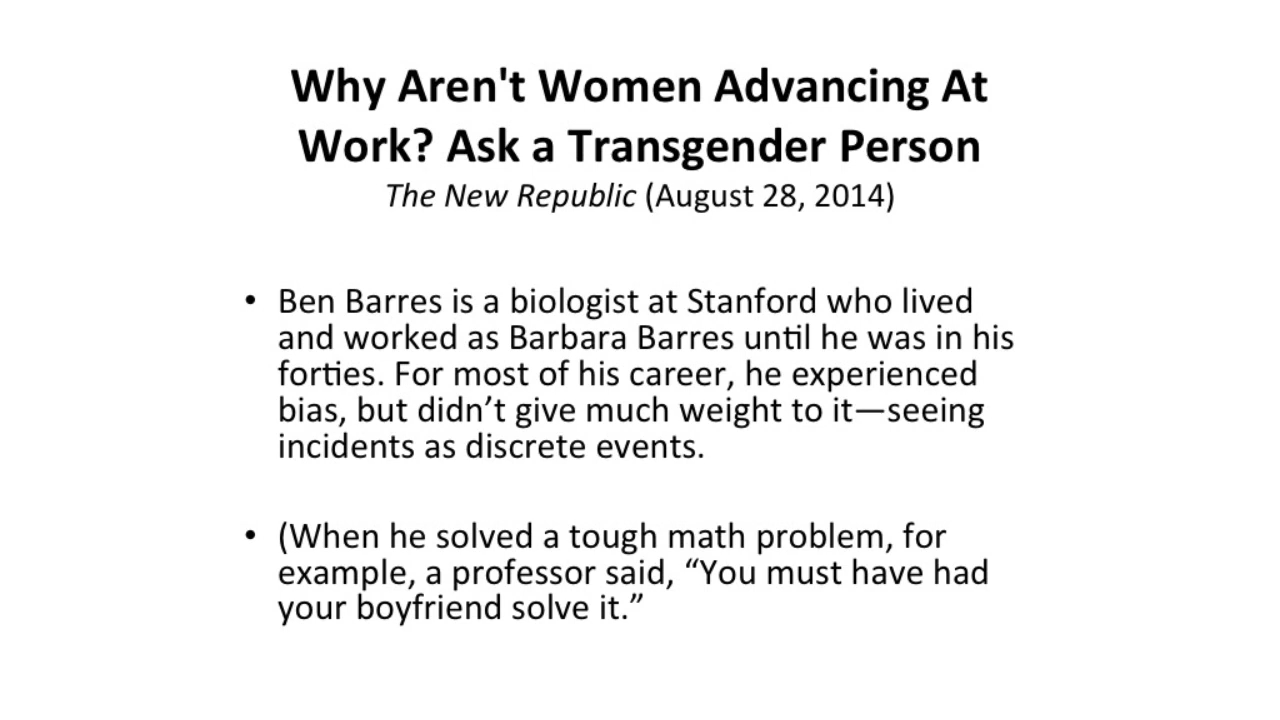 Why Aren't Women Advancing At
Work? Ask a Transgender Person
The New Republic (August 28, 2014)
• Ben Barres is a biologist at Stanford who lived
and worked as Barbara Barres until he was in his
forties. For most of his career, he experienced
bias, but didn’t give much weight to it—seeing
incidents as discrete events.
• (When he solved a tough math problem, for
example, a professor said, “You must have had
your boyfriend solve it.”